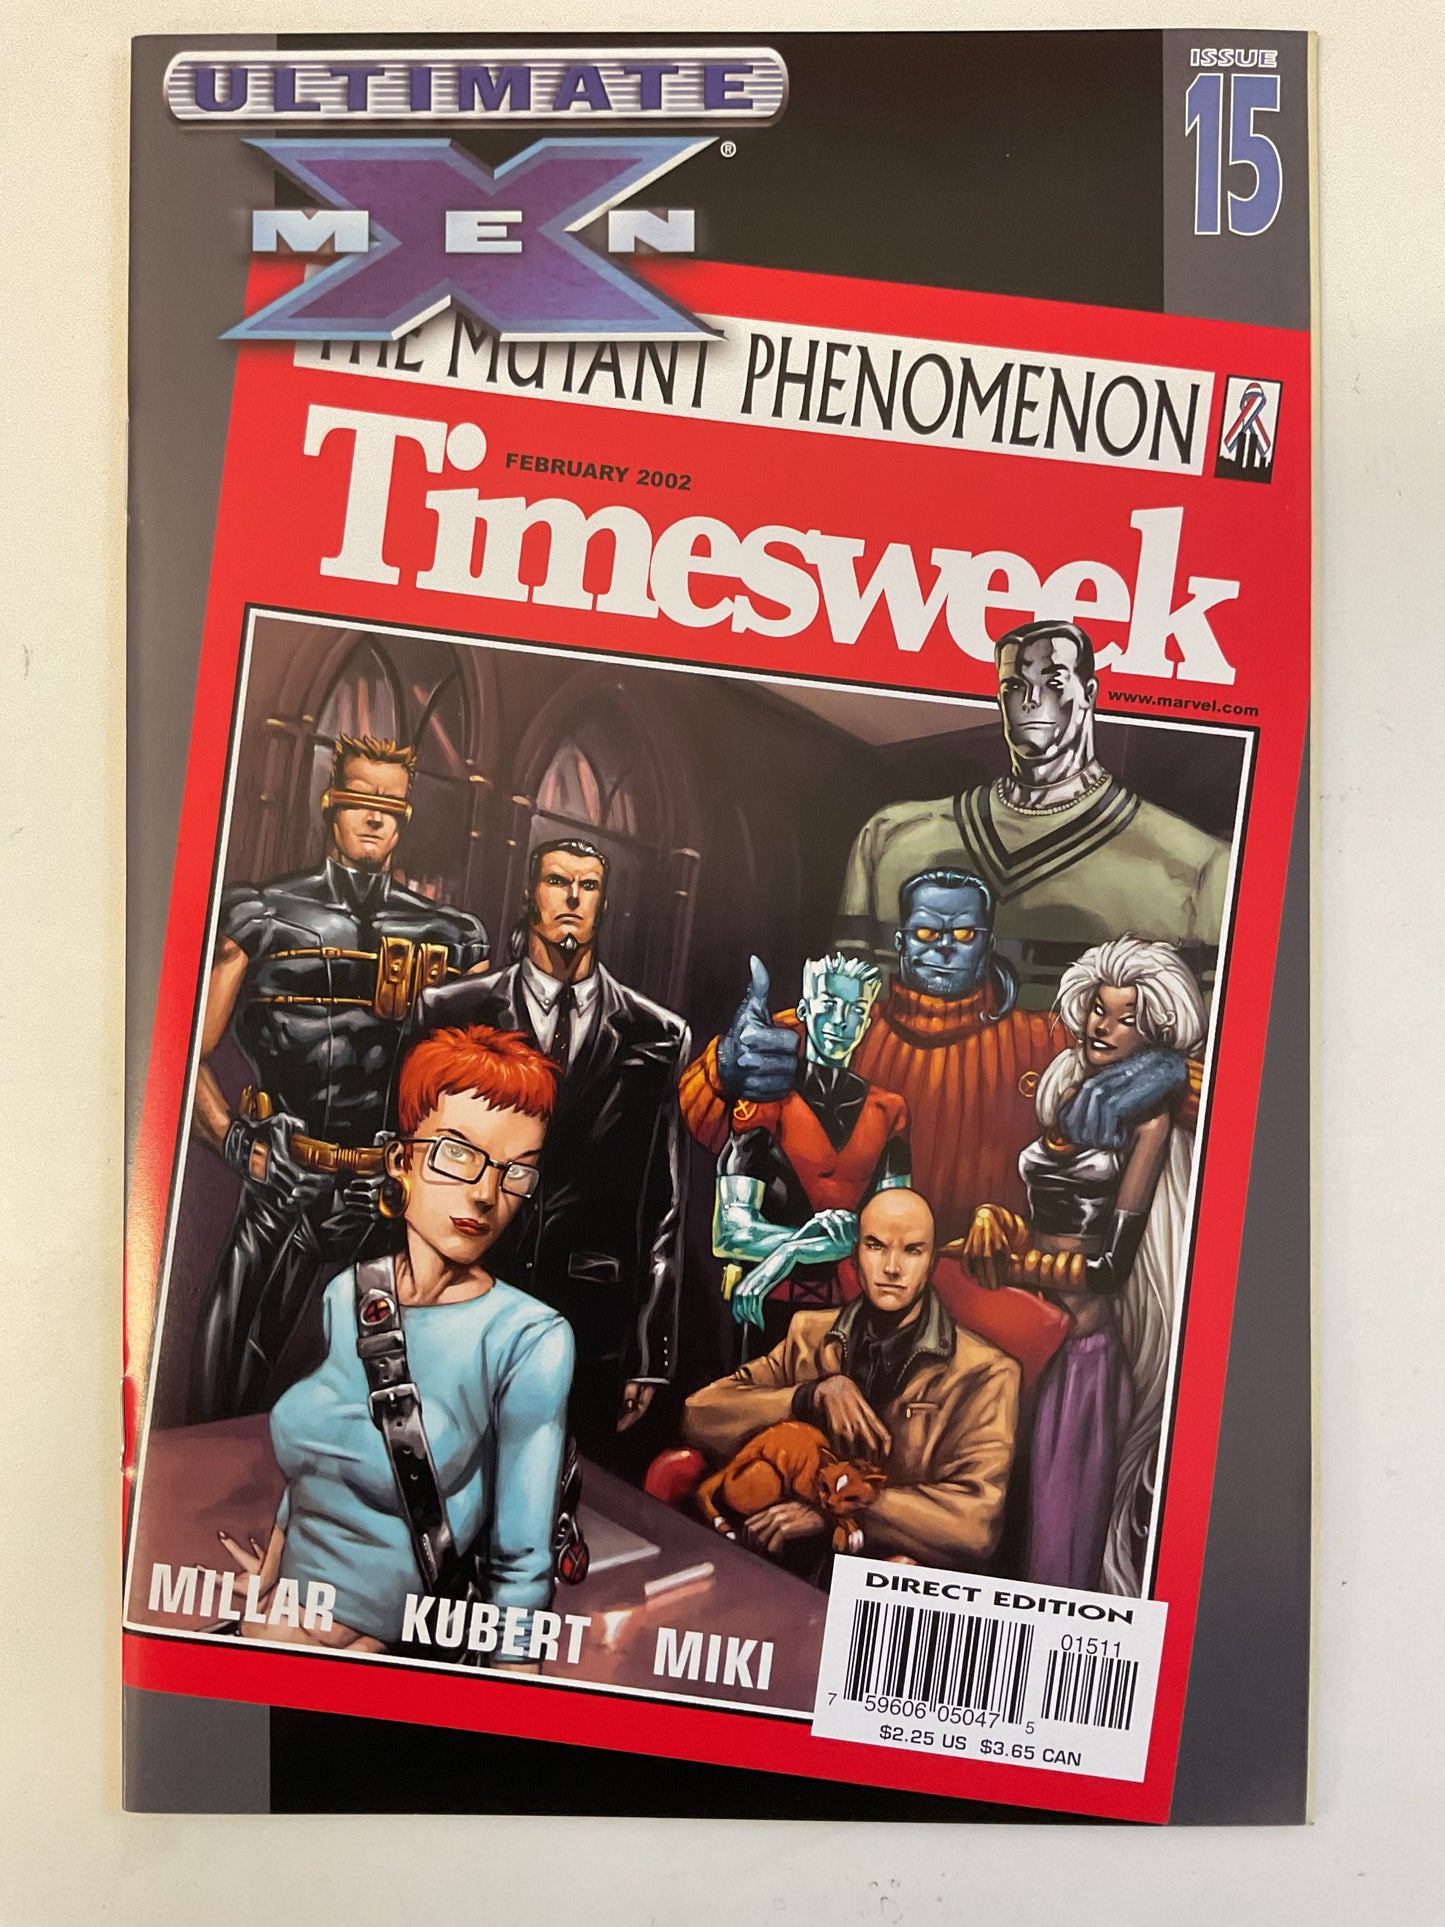 ULTIMATE
X
MEN
®
ISSUE
15
THE MUTANT PHENOMENON
FEBRUARY 2002
Timesweek
www.marvel.com
MILLAR KUBERT MIKI
DIRECT EDITION
01511
7 59606 05047 5
$2.25 US $3.65 CAN